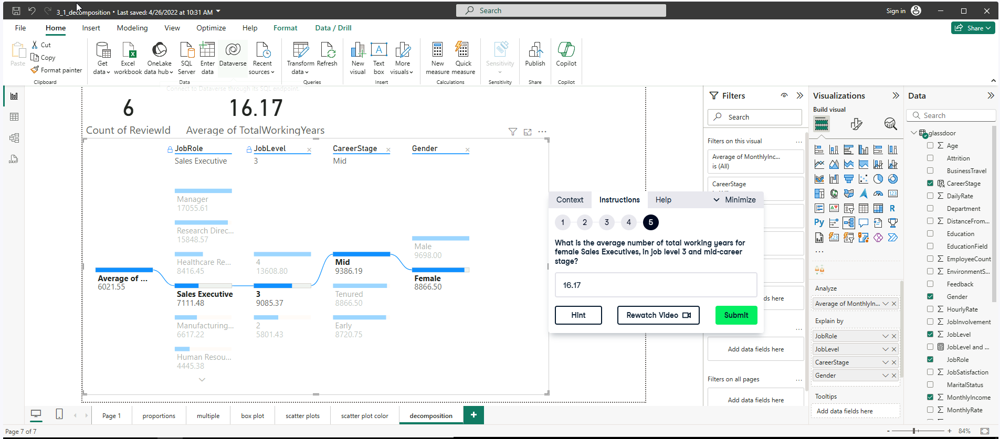 3_1_decomposition • Last saved: 4/26/2022 at 10:31 AM
Search
Sign in
File Home Insert Modeling View Optimize Help Format Data / Drill
Share
Paste
Cut
Copy
Format painter
Clipboard
Get data
Excel workbook
OneLake data hub
SQL Server
Enter data
Dataverse
Recent sources
Data
Transform data
Refresh
Queries
New visual
Text box
More visuals
Insert
New measure
Quick measure
Calculations
Sensitivity
Sensitivity
Publish
Share
Copilot
Copilot
Connect to Dataverse through its SQL endpoint.
6
Count of ReviewId
16.17
Average of TotalWorkingYears
JobRole
Sales Executive
JobLevel
3
CareerStage
Mid
Gender
Average of ...
6021.55
Manager
17055.61
Research Direc...
15848.57
Healthcare Re...
8416.45
Sales Executive
7111.48
Manufacturing...
6617.22
Human Resou...
4445.38
4
13608.80
3
9085.37
2
5801.43
Mid
9386.19
Tenured
8866.50
Early
8720.75
Male
9698.00
Female
8866.50
Context Instructions Help Minimize
1 2 3 4 5
What is the average number of total working years for
female Sales Executives, in job level 3 and mid-career
stage?
16.17
Hint
Rewatch Video
Submit
Filters
Search
Filters on this visual
Average of MonthlyInc...
is (All)
CareerStage
ds here
Add data fields here
Filters on all pages
Add data fields here
Visualizations
Build visual
123
R
Py
123
Analyze
Average of MonthlyIn...
Explain by
JobRole
JobLevel
CareerStage
Gender
Tooltips
Add data fields here
Data
Search
glassdoor
Age
Attrition
BusinessTravel
CareerStage
DailyRate
Department
DistanceFrom...
Education
EducationField
EmployeeCount
EnvironmentS...
Feedback
Gender
HourlyRate
JobInvolvement
JobLevel
JobLevel and ...
JobRole
JobSatisfaction
MaritalStatus
MonthlyIncome
MonthlyRate
DAX
Page 1 proportions multiple box plot scatter plots scatter plot color decomposition +
Page 7 of 7
- + 84%